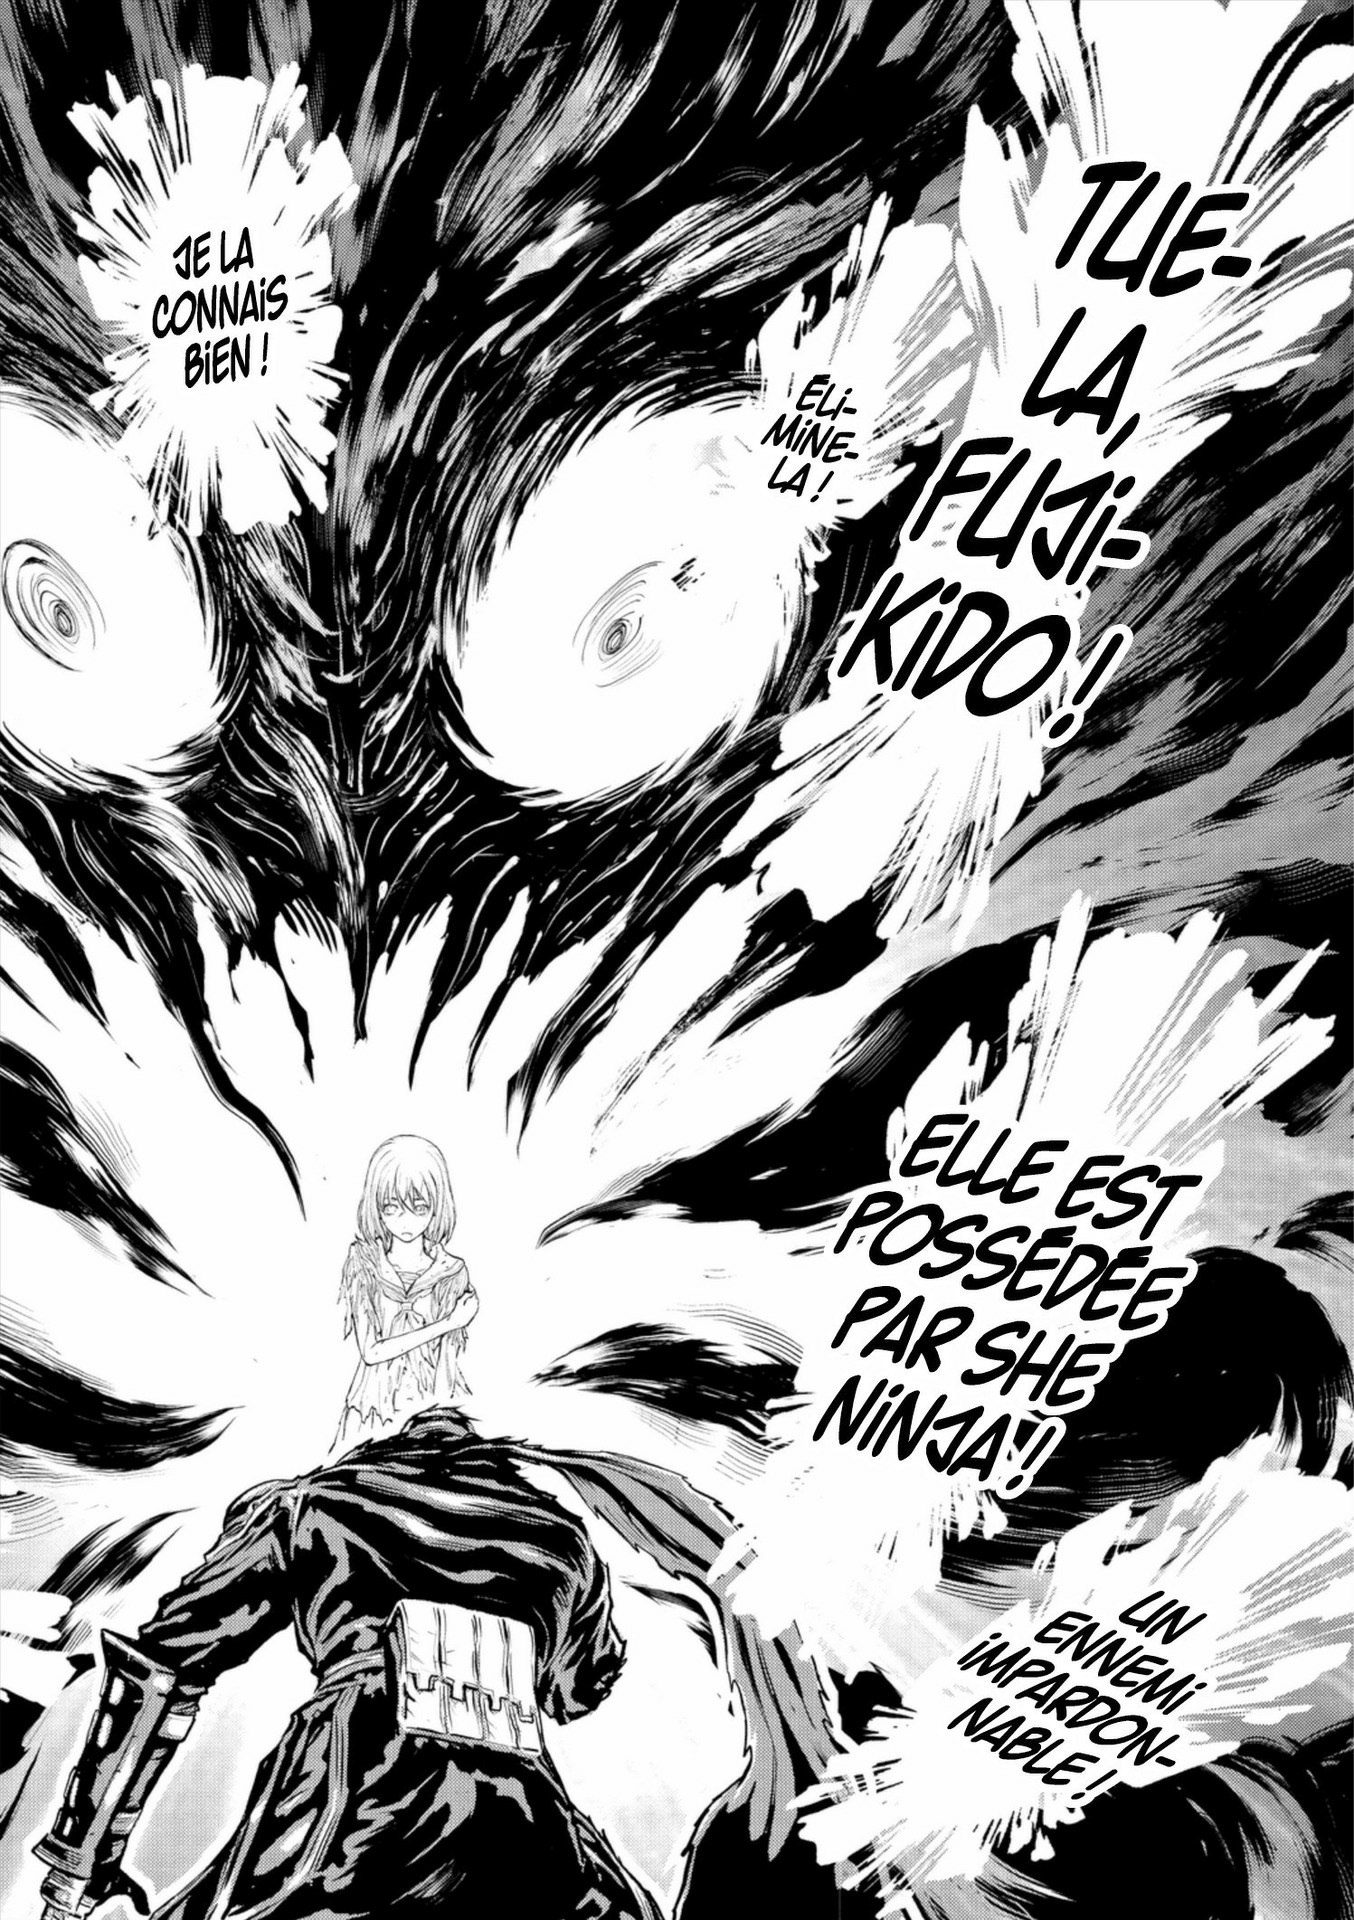 TUE-
LA,
FUJI-
KIDO !
ÉLI-
MINE-
LA !
JE LA
CONNAIS
BIEN !
ELLE EST
POSSÉDÉE
PAR SHE
NINJA !!
UN
ENNEMI
IMPARDON-
NABLE !